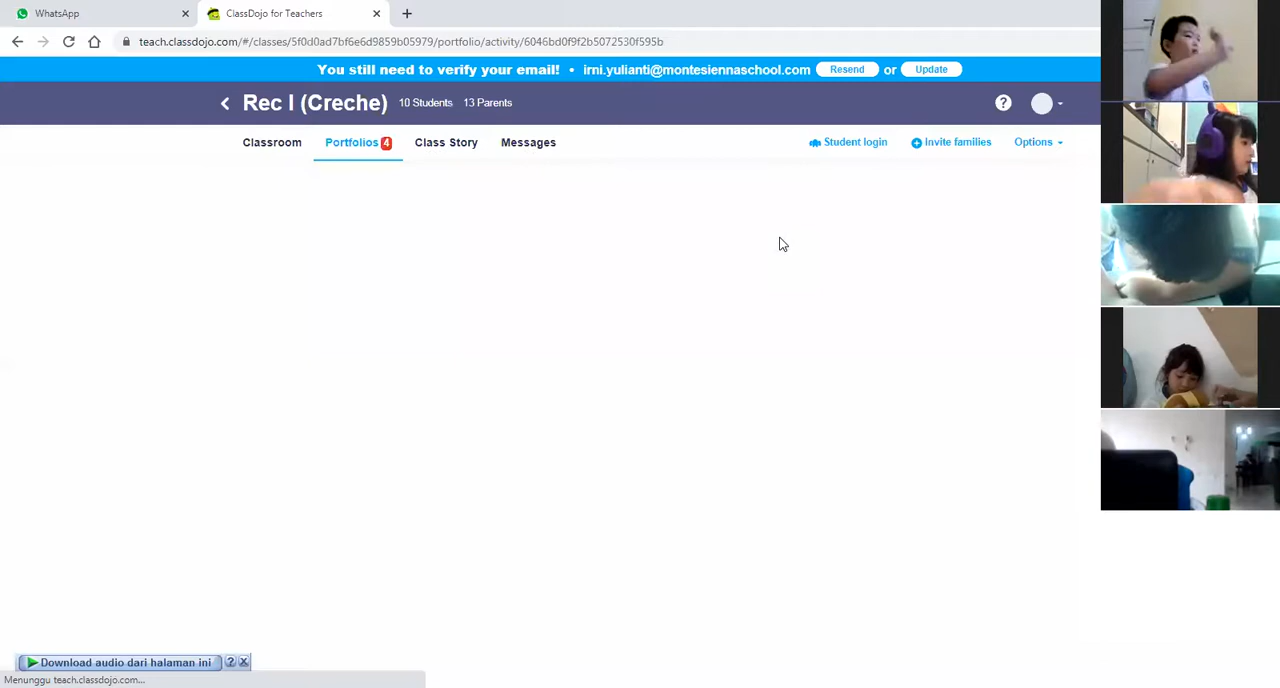 WhatsApp
ClassDojo for Teachers
teach.classdojo.com/#/classes/5f0d0ad7bf6e6d9859b05979/portfolio/activity/6046bd0f9f2b5072530f595b
You still need to verify your email! • irni.yulianti@montesiennaschool.com Resend or Update
Rec I (Creche) 10 Students 13 Parents
Classroom Portfolios 4 Class Story Messages Student login Invite families Options
Download audio dari halaman ini ?
Menunggu teach.classdojo.com...